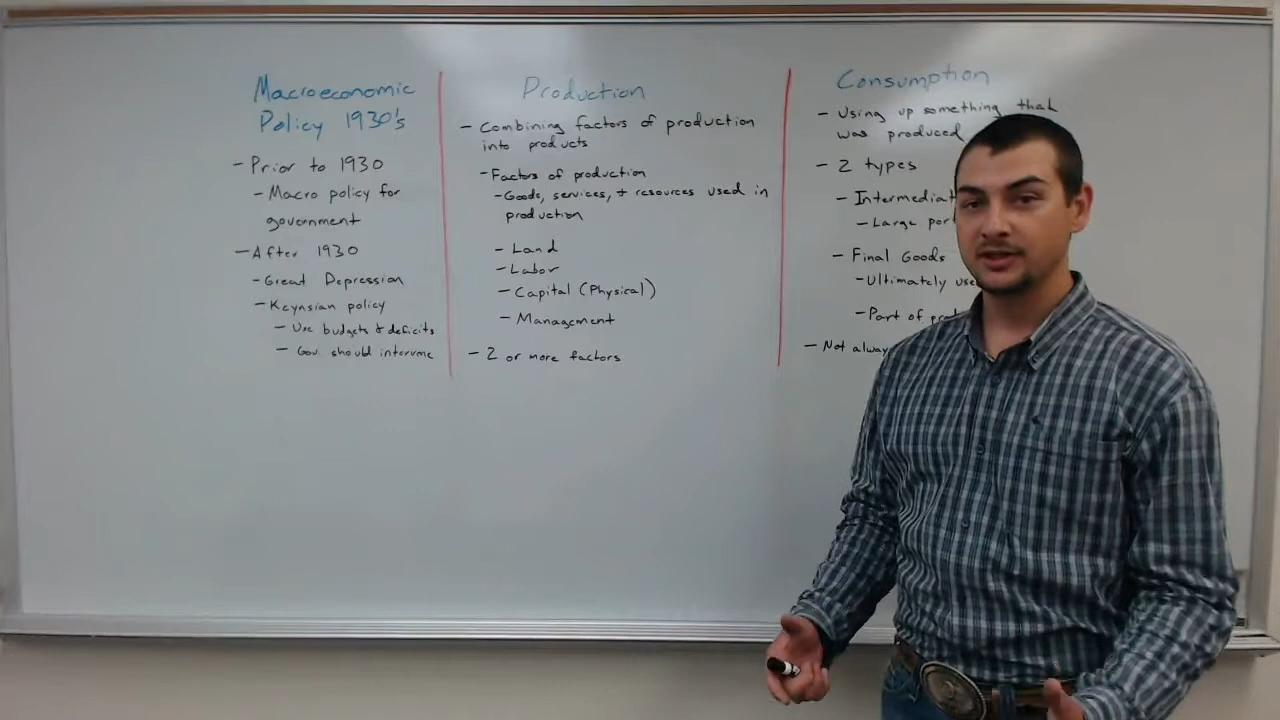 Macroeconomic
Policy 1930's
- Prior to 1930
- Macro policy for
government
- After 1930
- Great Depression
- Keynsian policy
- Use budgets & deficits
- Gov. should intervene
Production
- Combining factors of production
into products
- Factors of production
- Goods, services, + resources used in
production
- Land
- Labor
- Capital (Physical)
- Management
- 2 or more factors
Consumption
- Using up something that
was produced
- 2 types
- Intermediat
- Large por
- Final Goods
- Ultimately use
- Part of
- Not alway